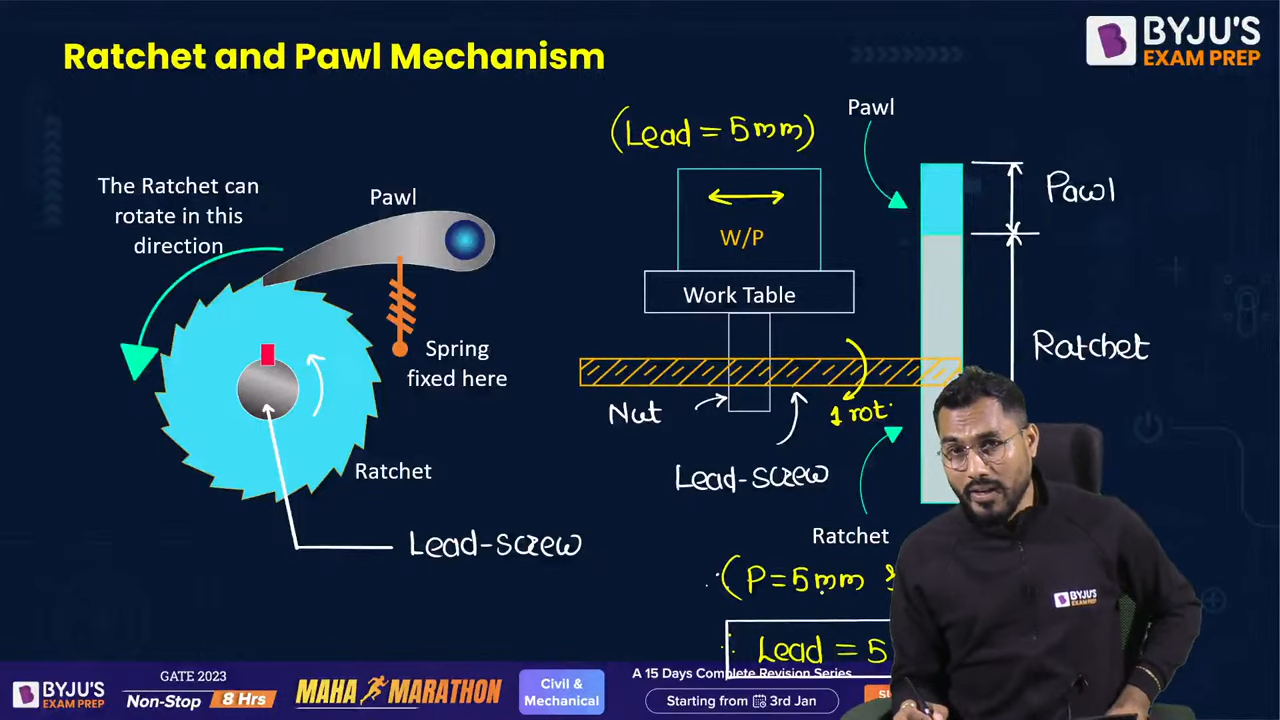 Ratchet and Pawl Mechanism
BYJU'S
EXAM PREP
The Ratchet can
rotate in this
direction
Pawl
Spring
fixed here
Ratchet
Lead-screw
(Lead = 5mm)
Pawl
W/P
Work Table
Pawl
Ratchet
Nut
1 rot.
Lead-screw
Ratchet
(P=5mm
Lead = 5
BYJU'S
EXAM PREP
BYJU'S
EXAM PREP
GATE 2023
Non-Stop 8 Hrs
MAHA MARATHON
Civil &
Mechanical
A 15 Days Complete Revision Series
Starting from 3rd Jan